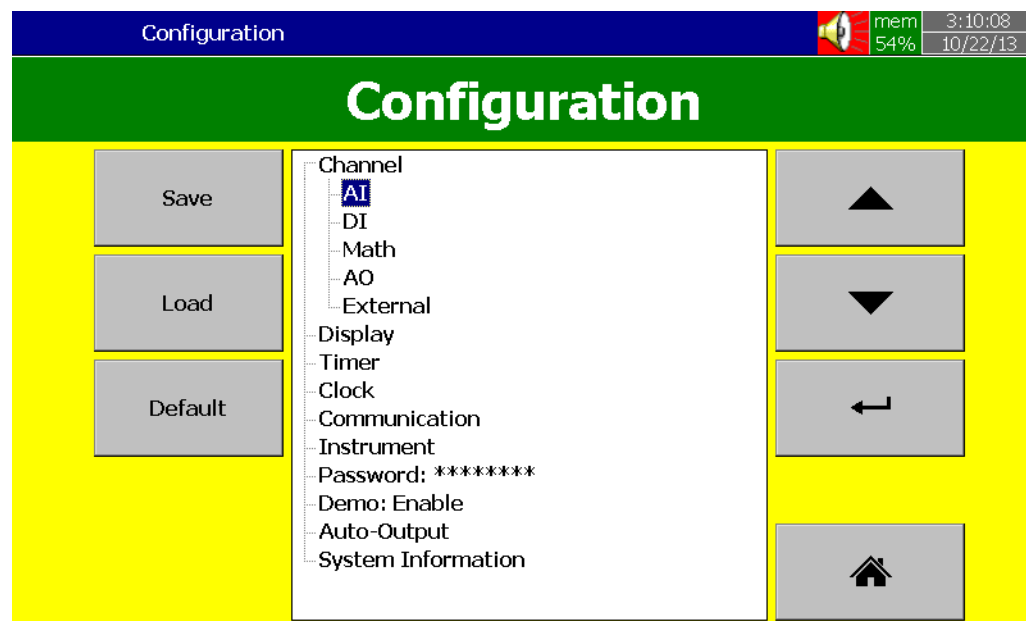 Configuration
mem 3:10:08
54% 10/22/13
Configuration
Save
Load
Default
Channel
AI
DI
Math
AO
External
Display
Timer
Clock
Communication
Instrument
Password: ********
Demo: Enable
Auto-Output
System Information